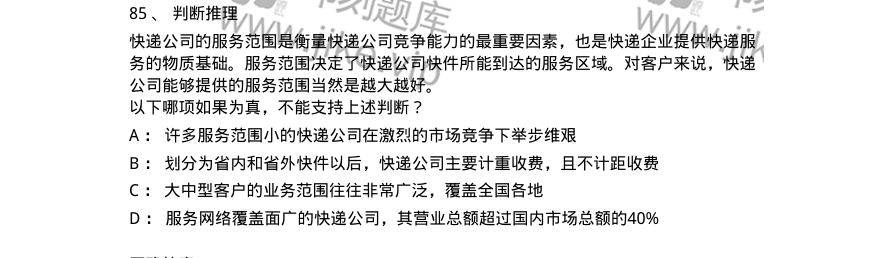 85 、 判断推理
快递公司的服务范围是衡量快递公司竞争能力的最重要因素，也是快递企业提供快递服
务的物质基础。服务范围决定了快递公司快件所能到达的服务区域。对客户来说，快递
公司能够提供的服务范围当然是越大越好。
以下哪项如果为真，不能支持上述判断？
A ： 许多服务范围小的快递公司在激烈的市场竞争下举步维艰
B ： 划分为省内和省外快件以后，快递公司主要计重收费，且不计距收费
C ： 大中型客户的业务范围往往非常广泛，覆盖全国各地
D ： 服务网络覆盖面广的快递公司，其营业总额超过国内市场总额的40%